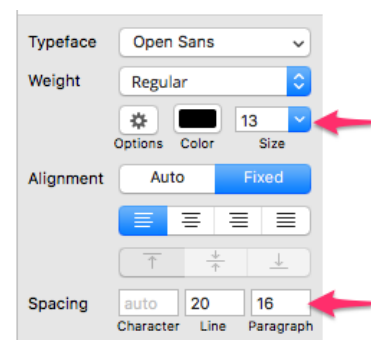 Typeface Open Sans
Weight Regular
13
Options Color Size
Alignment Auto Fixed
Spacing auto 20 16
Character Line Paragraph